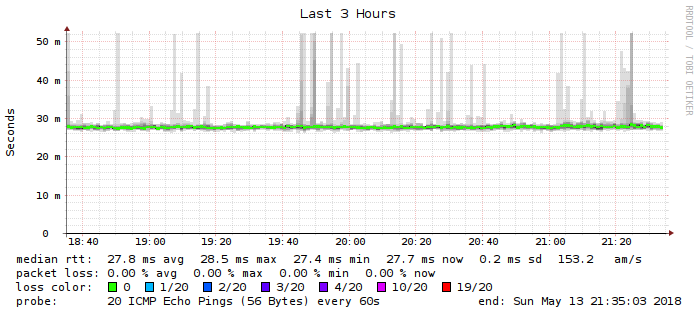 Last 3 Hours
RRDTOOL / TOBI OETIKER
Seconds
50 m
40 m
30 m
20 m
10 m
0
18:40 19:00 19:20 19:40 20:00 20:20 20:40 21:00 21:20
median rtt: 27.8 ms avg 28.5 ms max 27.4 ms min 27.7 ms now 0.2 ms sd 153.2 am/s
packet loss: 0.00 % avg 0.00 % max 0.00 % min 0.00 % now
loss color: 0 1/20 2/20 3/20 4/20 10/20 19/20
probe: 20 ICMP Echo Pings (56 Bytes) every 60s end: Sun May 13 21:35:03 2018